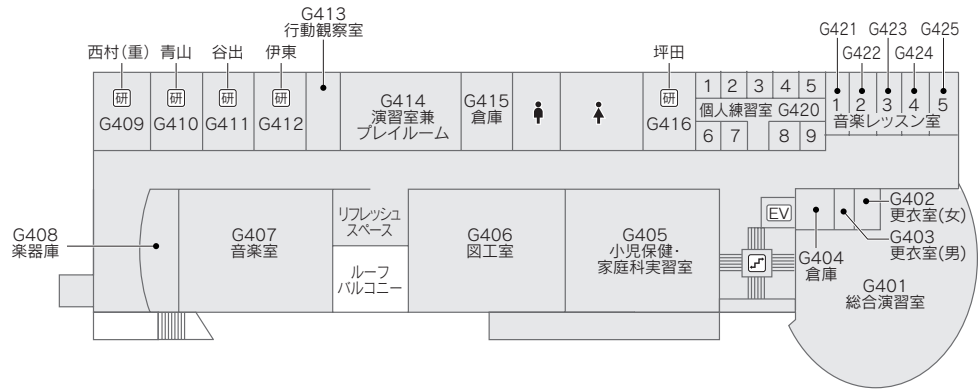 G413
行動観察室
西村(重)
青山
谷出
伊東
坪田
G421
G423
G425
G422
G424
研
G409
研
G410
研
G411
研
G412
G414
演習室兼
プレイルーム
G415
倉庫
研
G416
1 2 3 4 5
個人練習室 G420
6 7 8 9
1 2 3 4 5
音楽レッスン室
G408
楽器庫
G407
音楽室
リフレッシュ
スペース
ルーフ
バルコニー
G406
図工室
G405
小児保健・
家庭科実習室
EV
G404
倉庫
G402
更衣室(女)
G403
更衣室(男)
G401
総合演習室